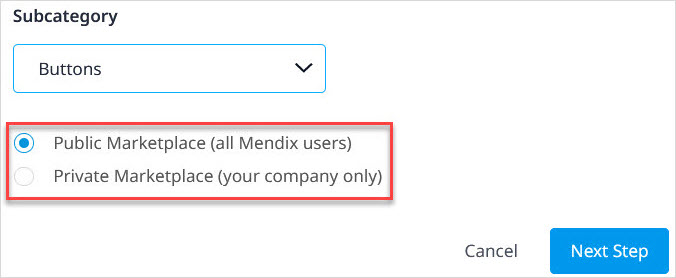 Subcategory
Buttons
Public Marketplace (all Mendix users)
Private Marketplace (your company only)
Cancel Next Step